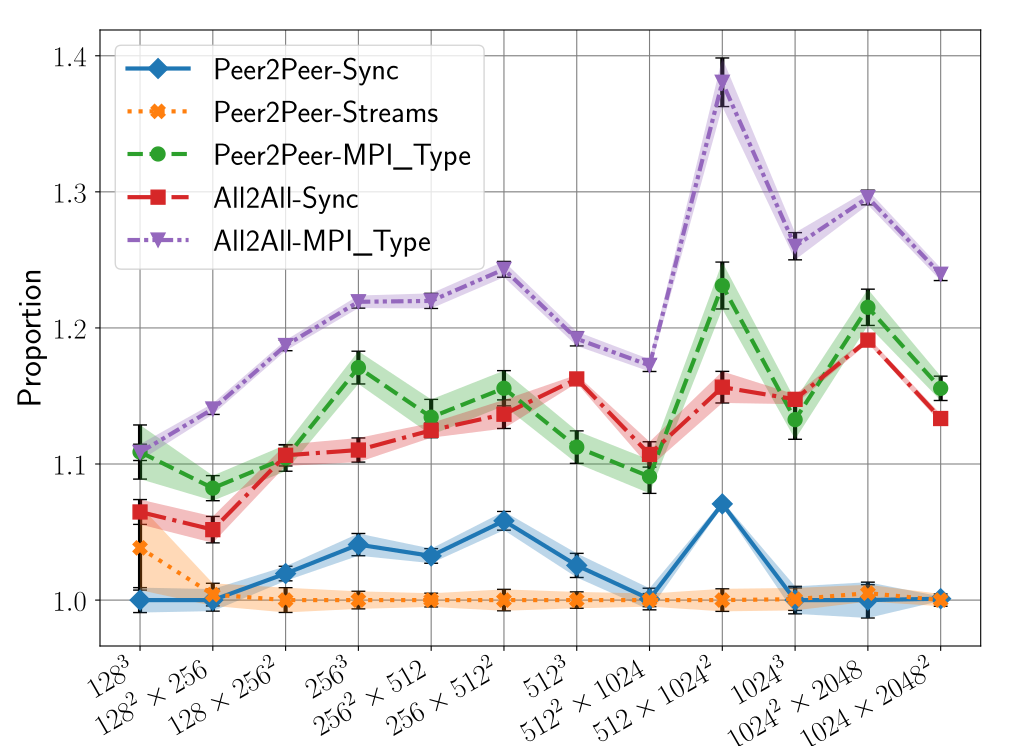 1.4
1.3
1.2
1.1
1.0
Proportion
Peer2Peer-Sync
Peer2Peer-Streams
Peer2Peer-MPI_Type
All2All-Sync
All2All-MPI_Type
128³
128² × 256
128 × 256²
256³
256² × 512
256 × 512²
512³
512² × 1024
512 × 1024²
1024³
1024² × 2048
1024 × 2048²